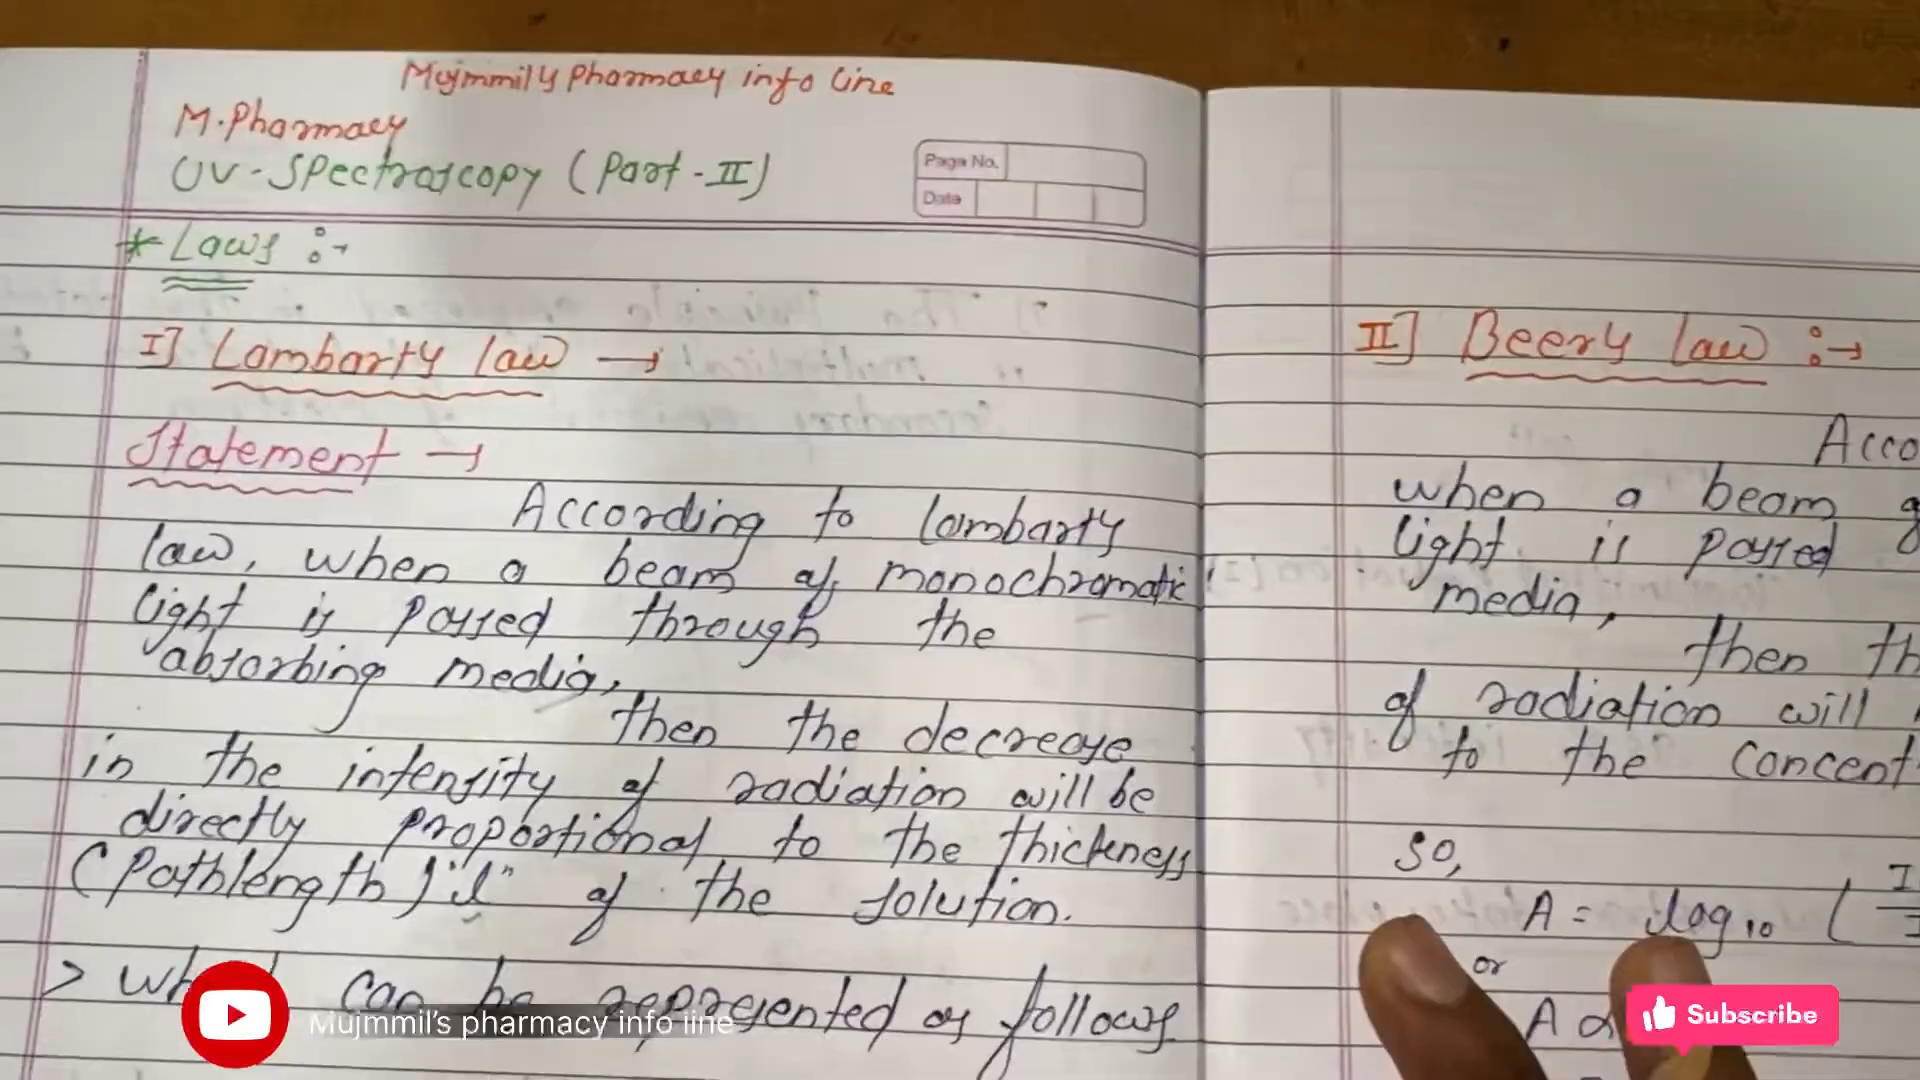 Mujmmil's Pharmacy info line
M.Pharmacy
UV-Spectroscopy (Part-II)
Page No.
Date
* Laws :-
I] Lambart's law →
Statement →
According to Lambart's
law, when a beam of monochromatic
light is passed through the
absorbing media,
then the decrease
in the intensity of radiation will be
directly proportional to the thickness
(Pathlength) "l" of the solution.
> can be represented as follows
II] Beer's law :→
Acco
when a beam
light is passed
media,
then th
of radiation will
to the concent
So,
A = log10 (
or
A α
Mujmmil's pharmacy info line
Subscribe